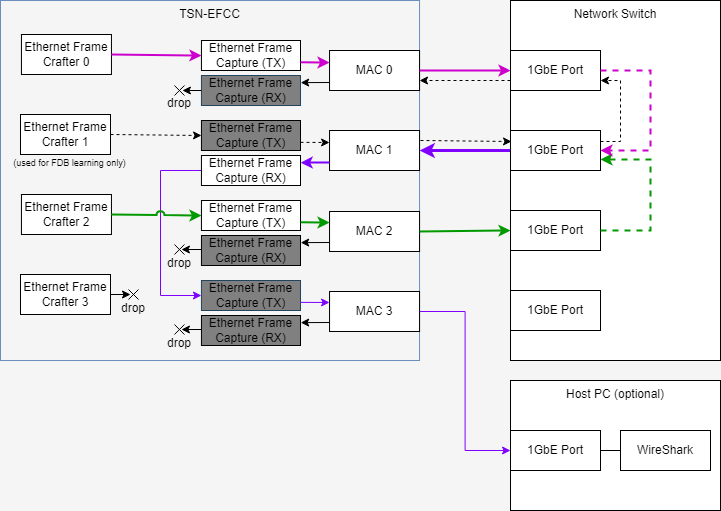 TSN-EFCC
Network Switch
Ethernet Frame
Crafter 0
Ethernet Frame
Capture (TX)
MAC 0
1GbE Port
Ethernet Frame
Capture (RX)
drop
Ethernet Frame
Crafter 1
(used for FDB learning only)
Ethernet Frame
Capture (TX)
MAC 1
1GbE Port
Ethernet Frame
Capture (RX)
Ethernet Frame
Crafter 2
Ethernet Frame
Capture (TX)
MAC 2
1GbE Port
Ethernet Frame
Capture (RX)
drop
Ethernet Frame
Crafter 3
drop
Ethernet Frame
Capture (TX)
MAC 3
1GbE Port
Ethernet Frame
Capture (RX)
drop
Host PC (optional)
1GbE Port
WireShark